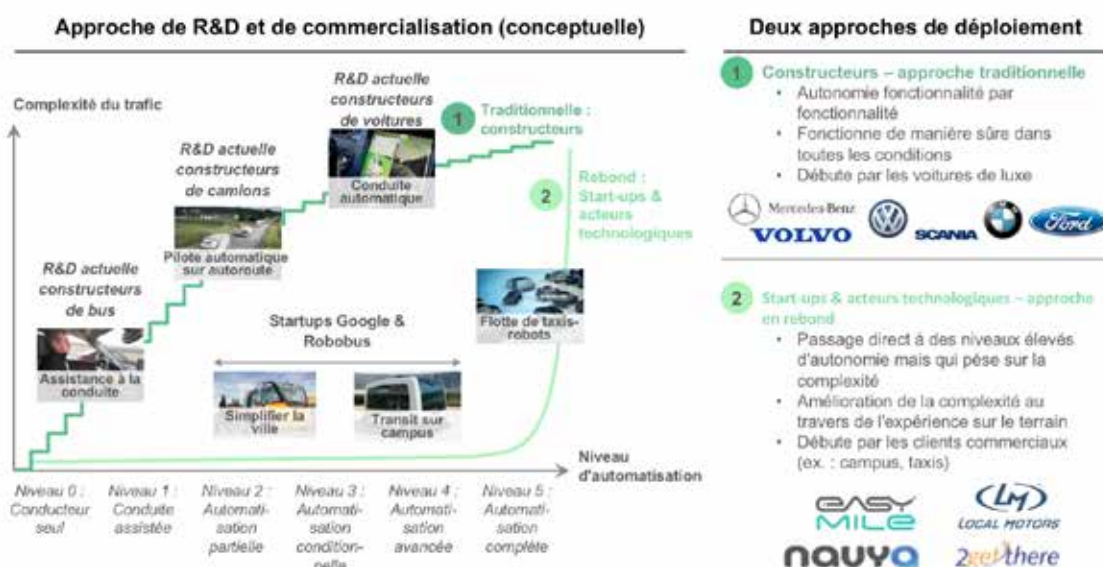 Approche de R&D et de commercialisation (conceptuelle)
Complexité du trafic
R&D actuelle
constructeurs
de voitures
1
Traditionnelle :
constructeurs
R&D actuelle
constructeurs
de camions
Conduite
automatique
2
Rebond :
Start-ups &
acteurs
technologiques
Pilote automatique
sur autoroute
R&D actuelle
constructeurs
de bus
Assistance à la
conduite
Startups Google &
Robobus
Simplifier la
ville
Transit sur
campus
Flotte de taxis-
robots
Niveau
d'automatisation
Niveau 0 :
Conducteur
seul
Niveau 1 :
Conduite
assistée
Niveau 2 :
Automati-
sation
partielle
Niveau 3 :
Automati-
sation
condition-
nelle
Niveau 4 :
Automati-
sation
avancée
Niveau 5 :
Automati-
sation
complète
Deux approches de déploiement
1 Constructeurs – approche traditionnelle
• Autonomie fonctionnalité par
fonctionnalité
• Fonctionne de manière sûre dans
toutes les conditions
• Débute par les voitures de luxe
Mercedes-Benz
VOLVO
SCANIA
BMW
Ford
2 Start-ups & acteurs technologiques – approche
en rebond
• Passage direct à des niveaux élevés
d'autonomie mais qui pèse sur la
complexité
• Amélioration de la complexité au
travers de l'expérience sur le terrain
• Débute par les clients commerciaux
(ex. : campus, taxis)
EASY
MILE
LM
LOCAL MOTORS
nauya
2getthere